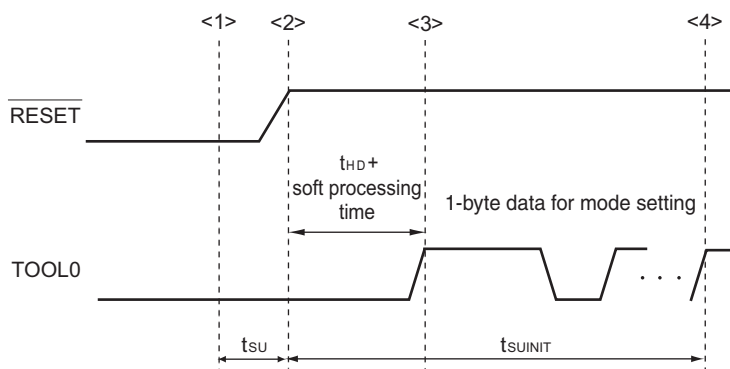 <1> <2> <3> <4>
RESET
tHD+
soft processing
time
1-byte data for mode setting
TOOL0
. . .
tSU
tSUINIT